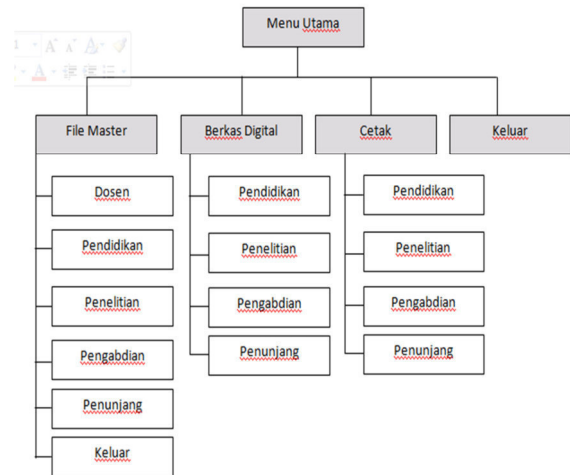 Menu Utama
File Master
Berkas Digital
Cetak
Keluar
Dosen
Pendidikan
Penelitian
Pengabdian
Penunjang
Keluar
Pendidikan
Penelitian
Pengabdian
Penunjang
Pendidikan
Penelitian
Pengabdian
Penunjang